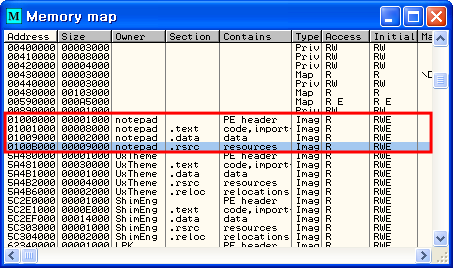 M Memory map
Address Size Owner Section Contains Type Access Initial Ma
00400000 00003000 Priv RW RW
00410000 00008000 Priv RW RW
00420000 00004000 Priv RW RW
00430000 00003000 Map R R \D
00440000 00008000 Priv RW RW
00480000 00103000 Map R R
00590000 000A5000 Map R E R E
00890000 00001000 Priv RW RW
01000000 00001000 notepad PE header Imag R RWE
01001000 00008000 notepad .text code,import Imag R RWE
01009000 00002000 notepad .data data Imag R RWE
0100B000 00009000 notepad .rsrc resources Imag R RWE
5A480000 00001000 UxTheme PE header Imag R RWE
5A481000 00030000 UxTheme .text code,import Imag R RWE
5A4B1000 00001000 UxTheme .data data Imag R RWE
5A4B2000 00004000 UxTheme .rsrc resources Imag R RWE
5A4B6000 00002000 UxTheme .reloc relocations Imag R RWE
5C2E0000 00001000 ShimEng PE header Imag R RWE
5C2E1000 0000E000 ShimEng .text code,import Imag R RWE
5C2EF000 00014000 ShimEng .data data Imag R RWE
5C303000 00001000 ShimEng .rsrc resources Imag R RWE
5C304000 00002000 ShimEng .reloc relocations Imag R RWE
62340000 00001000 LPK PE header Imag R RWE